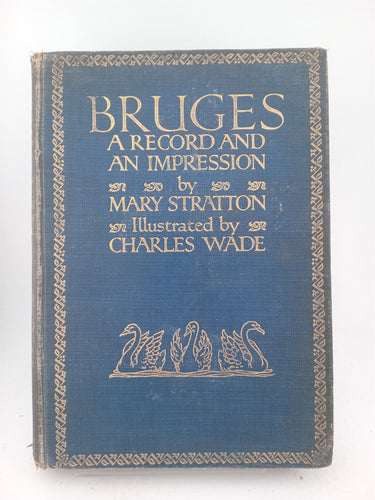 BRUGES
A RECORD AND
AN IMPRESSION
by
MARY STRATTON
Illustrated by
CHARLES WADE